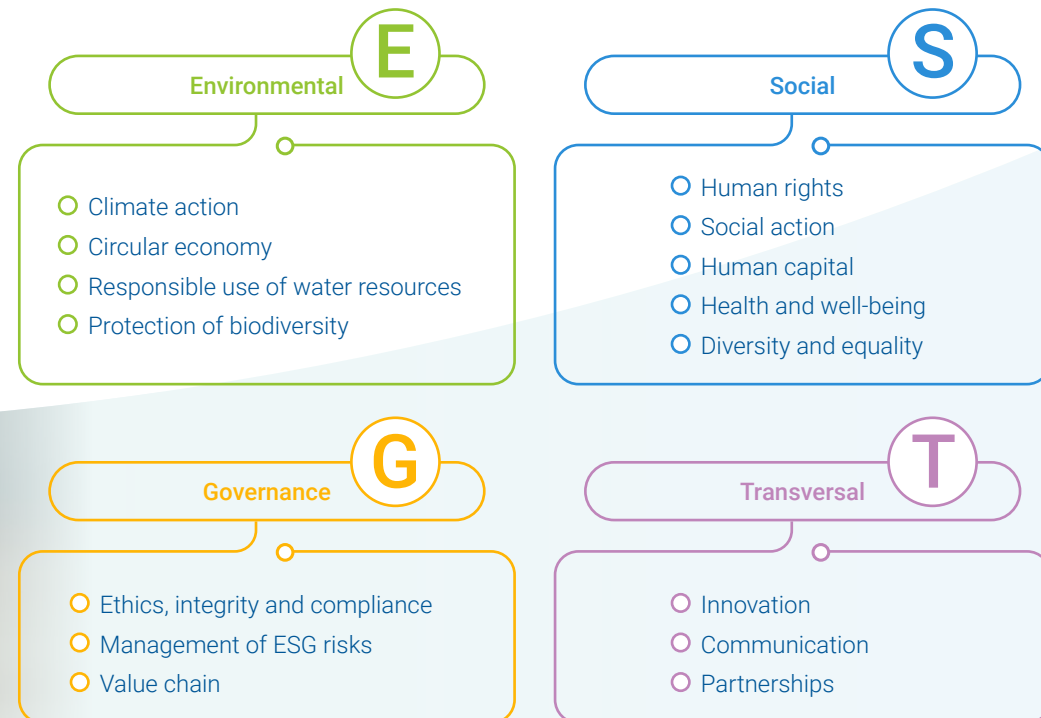 E
Environmental
Climate action
Circular economy
Responsible use of water resources
Protection of biodiversity
S
Social
Human rights
Social action
Human capital
Health and well-being
Diversity and equality
G
Governance
Ethics, integrity and compliance
Management of ESG risks
Value chain
T
Transversal
Innovation
Communication
Partnerships